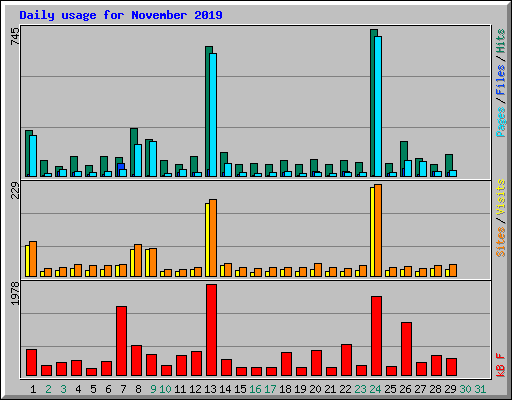 Daily usage for November 2019
745
Pages/Files/Hits
229
Sites/Visits
1978
kB F
1 2 3 4 5 6 7 8 9 10 11 12 13 14 15 16 17 18 19 20 21 22 23 24 25 26 27 28 29 30 31